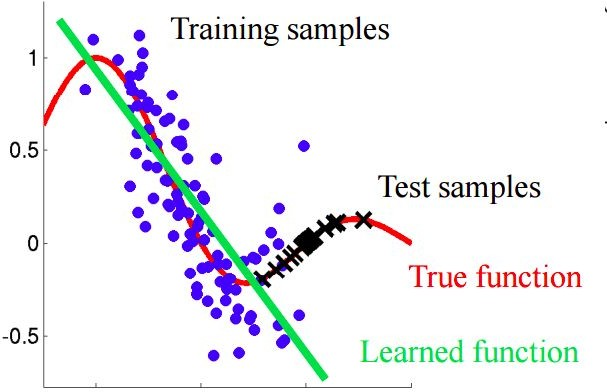 Training samples
1
0.5
Test samples
0
True function
-0.5
Learned function